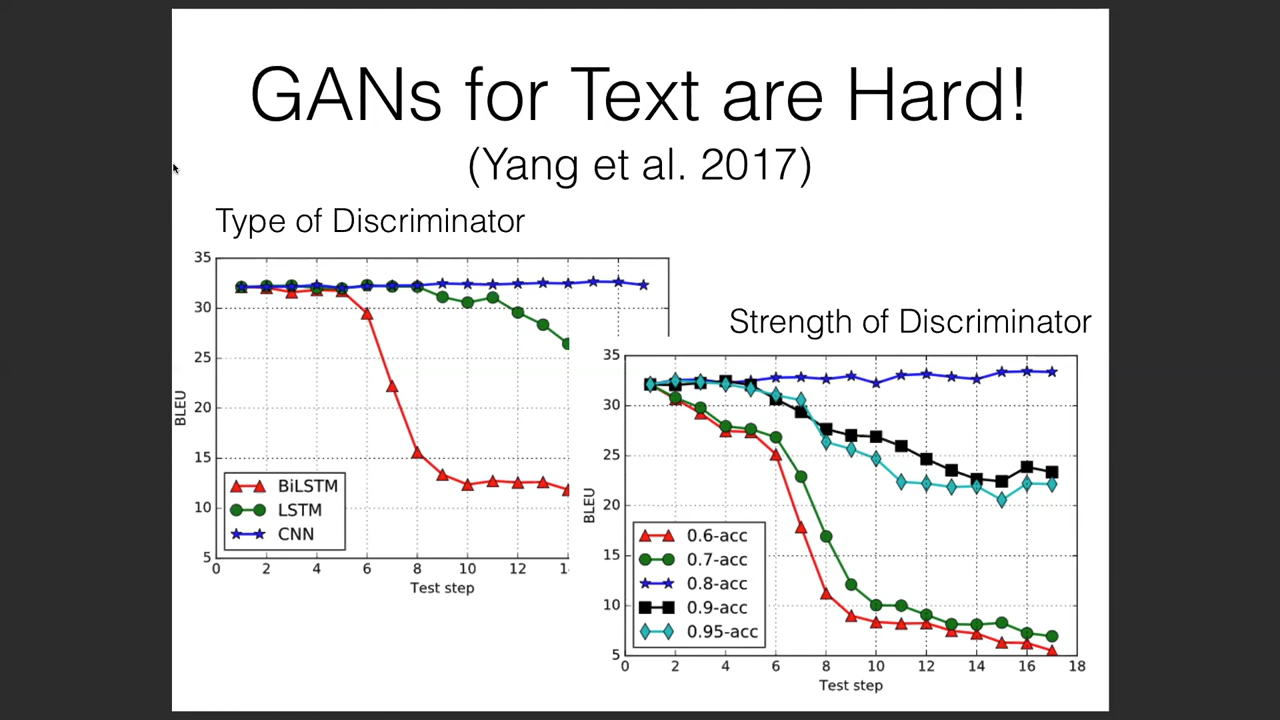 GANs for Text are Hard!
(Yang et al. 2017)
Type of Discriminator
35
30
25
20
15
10
5
BLEU
BiLSTM
LSTM
CNN
0 2 4 6 8 10 12 1
Test step
Strength of Discriminator
35
30
25
20
15
10
5
BLEU
0.6-acc
0.7-acc
0.8-acc
0.9-acc
0.95-acc
0 2 4 6 8 10 12 14 16 18
Test step